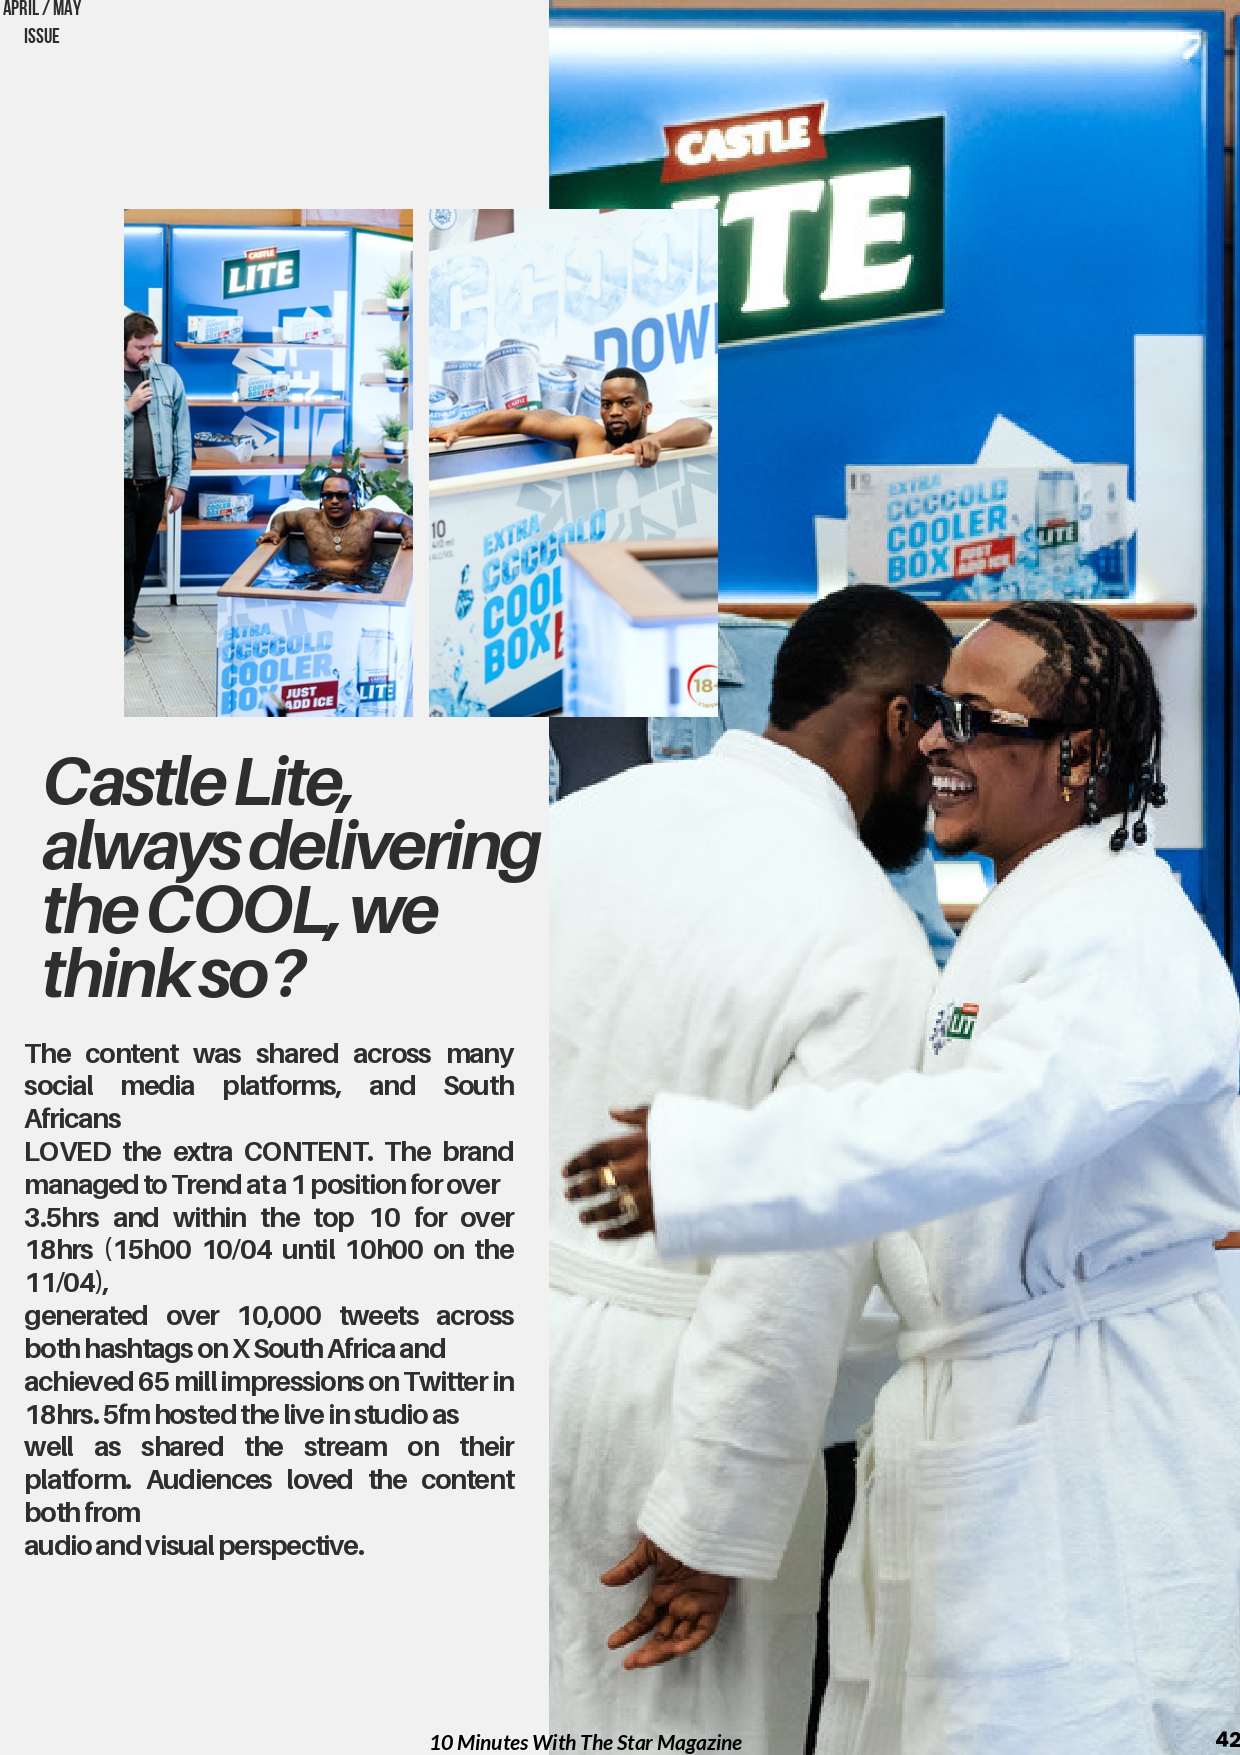 APRIL / MAY
ISSUE
CASTLE
LITE
CASTLE
LITE
EXTRA
CCCCOLD
COOLER
BOX
JUST
ADD ICE
LITE
CCOOL
DOW
10
EXTRA
CCCCOLD
COOL
BOX
18
EXTRA
CCCCOLD
COOLER
BOX JUST
ADD ICE
LITE
Castle Lite,
always delivering
the COOL, we
think so?
The content was shared across many
social media platforms, and South
Africans
LOVED the extra CONTENT. The brand
managed to Trend at a 1 position for over
3.5hrs and within the top 10 for over
18hrs (15h00 10/04 until 10h00 on the
11/04),
generated over 10,000 tweets across
both hashtags on X South Africa and
achieved 65 mill impressions on Twitter in
18hrs. 5fm hosted the live in studio as
well as shared the stream on their
platform. Audiences loved the content
both from
audio and visual perspective.
10 Minutes With The Star Magazine
42